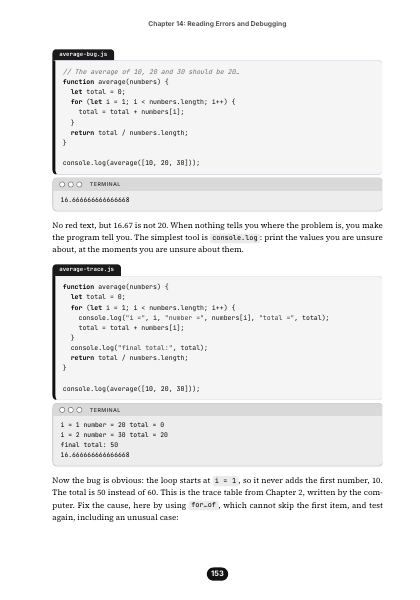 Chapter 14: Reading Errors and Debugging
average-bug.js
// The average of 10, 20 and 30 should be 20…
function average(numbers) {
  let total = 0;
  for (let i = 1; i < numbers.length; i++) {
    total = total + numbers[i];
  }
  return total / numbers.length;
}
console.log(average([10, 20, 30]));
TERMINAL
16.666666666666668
No red text, but 16.67 is not 20. When nothing tells you where the problem is, you make
the program tell you. The simplest tool is console.log: print the values you are unsure
about, at the moments you are unsure about them.
average-trace.js
function average(numbers) {
  let total = 0;
  for (let i = 1; i < numbers.length; i++) {
    console.log("i =", i, "number =", numbers[i], "total =", total);
    total = total + numbers[i];
  }
  console.log("final total:", total);
  return total / numbers.length;
}
console.log(average([10, 20, 30]));
TERMINAL
i = 1 number = 20 total = 0
i = 2 number = 30 total = 20
final total: 50
16.666666666666668
Now the bug is obvious: the loop starts at i = 1, so it never adds the first number, 10.
The total is 50 instead of 60. This is the trace table from Chapter 2, written by the com-
puter. Fix the cause, here by using for…of, which cannot skip the first item, and test
again, including an unusual case:
153